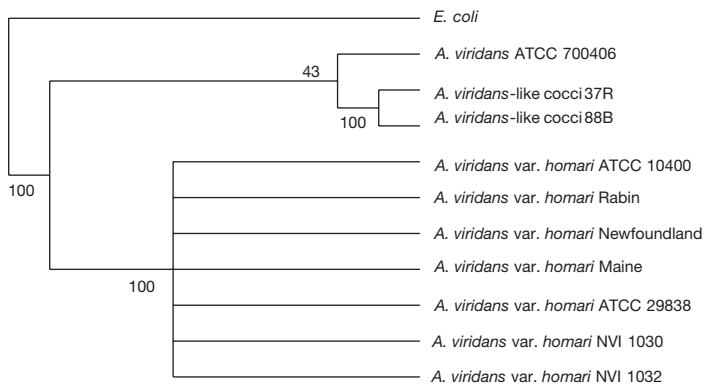 E. coli
43
A. viridans ATCC 700406
A. viridans-like cocci 37R
100
A. viridans-like cocci 88B
A. viridans var. homari ATCC 10400
100
A. viridans var. homari Rabin
A. viridans var. homari Newfoundland
A. viridans var. homari Maine
100
A. viridans var. homari ATCC 29838
A. viridans var. homari NVI 1030
A. viridans var. homari NVI 1032